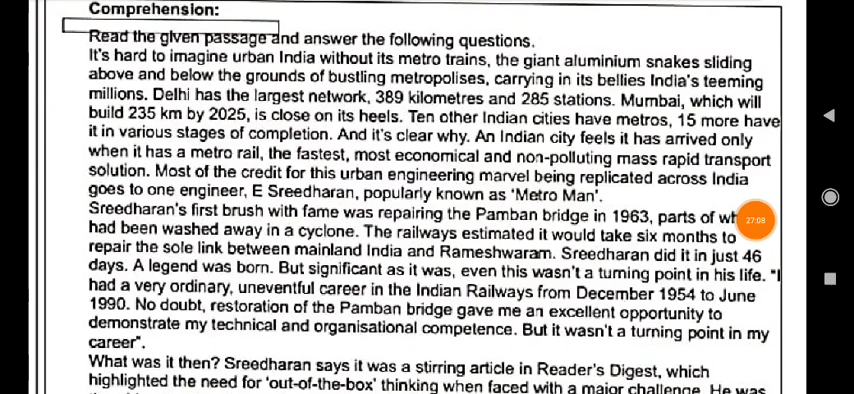 Comprehension:
Read the given passage and answer the following questions.
It's hard to imagine urban India without its metro trains, the giant aluminium snakes sliding
above and below the grounds of bustling metropolises, carrying in its bellies India's teeming
millions. Delhi has the largest network, 389 kilometres and 285 stations. Mumbai, which will
build 235 km by 2025, is close on its heels. Ten other Indian cities have metros, 15 more have
it in various stages of completion. And it's clear why. An Indian city feels it has arrived only
when it has a metro rail, the fastest, most economical and non-polluting mass rapid transport
solution. Most of the credit for this urban engineering marvel being replicated across India
goes to one engineer, E Sreedharan, popularly known as 'Metro Man'.
Sreedharan's first brush with fame was repairing the Pamban bridge in 1963, parts of
27:08
had been washed away in a cyclone. The railways estimated it would take six months to
repair the sole link between mainland India and Rameshwaram. Sreedharan did it in just 46
days. A legend was born. But significant as it was, even this wasn't a turning point in his life. "I
had a very ordinary, uneventful career in the Indian Railways from December 1954 to June
1990. No doubt, restoration of the Pamban bridge gave me an excellent opportunity to
demonstrate my technical and organisational competence. But it wasn't a turning point in my
career".
What was it then? Sreedharan says it was a stirring article in Reader's Digest, which
highlighted the need for 'out-of-the-box' thinking when faced with a major challenge. He was